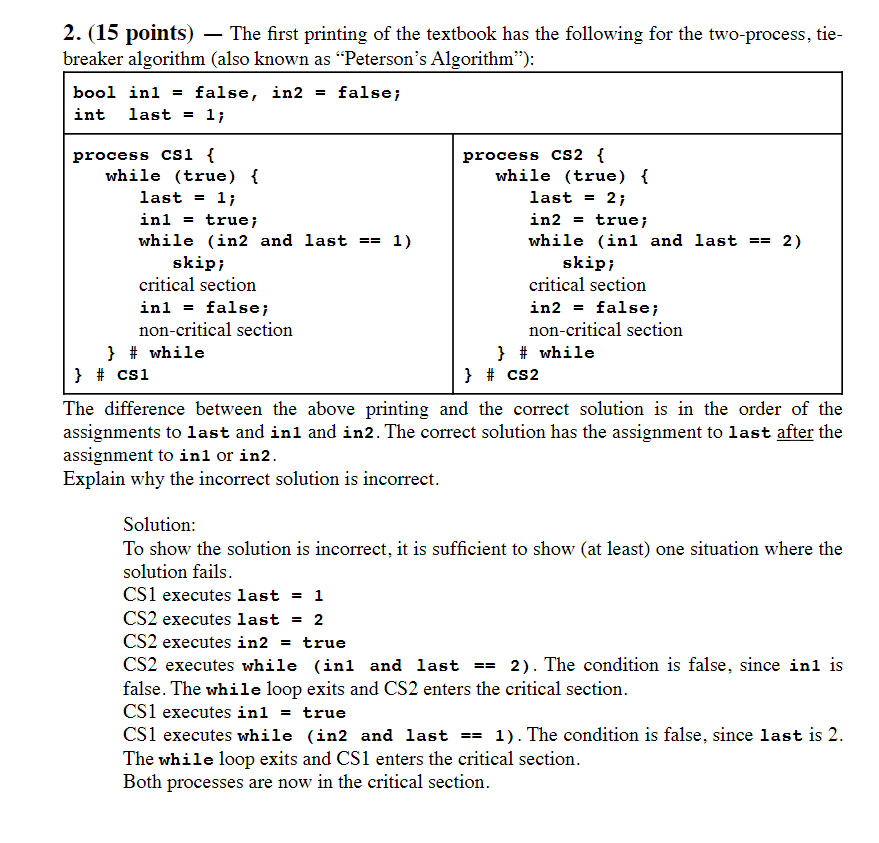 2. (15 points) — The first printing of the textbook has the following for the two-process, tie-
breaker algorithm (also known as “Peterson’s Algorithm”):
bool in1 = false, in2 = false;
int last = 1;
process CS1 {
while (true) {
last = 1;
in1 = true;
while (in2 and last == 1)
skip;
critical section
in1 = false;
non-critical section
} # while
} # CS1
process CS2 {
while (true) {
last = 2;
in2 = true;
while (in1 and last == 2)
skip;
critical section
in2 = false;
non-critical section
} # while
} # CS2
The difference between the above printing and the correct solution is in the order of the
assignments to last and in1 and in2. The correct solution has the assignment to last after the
assignment to in1 or in2.
Explain why the incorrect solution is incorrect.
Solution:
To show the solution is incorrect, it is sufficient to show (at least) one situation where the
solution fails.
CS1 executes last = 1
CS2 executes last = 2
CS2 executes in2 = true
CS2 executes while (in1 and last == 2). The condition is false, since in1 is
false. The while loop exits and CS2 enters the critical section.
CS1 executes in1 = true
CS1 executes while (in2 and last == 1). The condition is false, since last is 2.
The while loop exits and CS1 enters the critical section.
Both processes are now in the critical section.